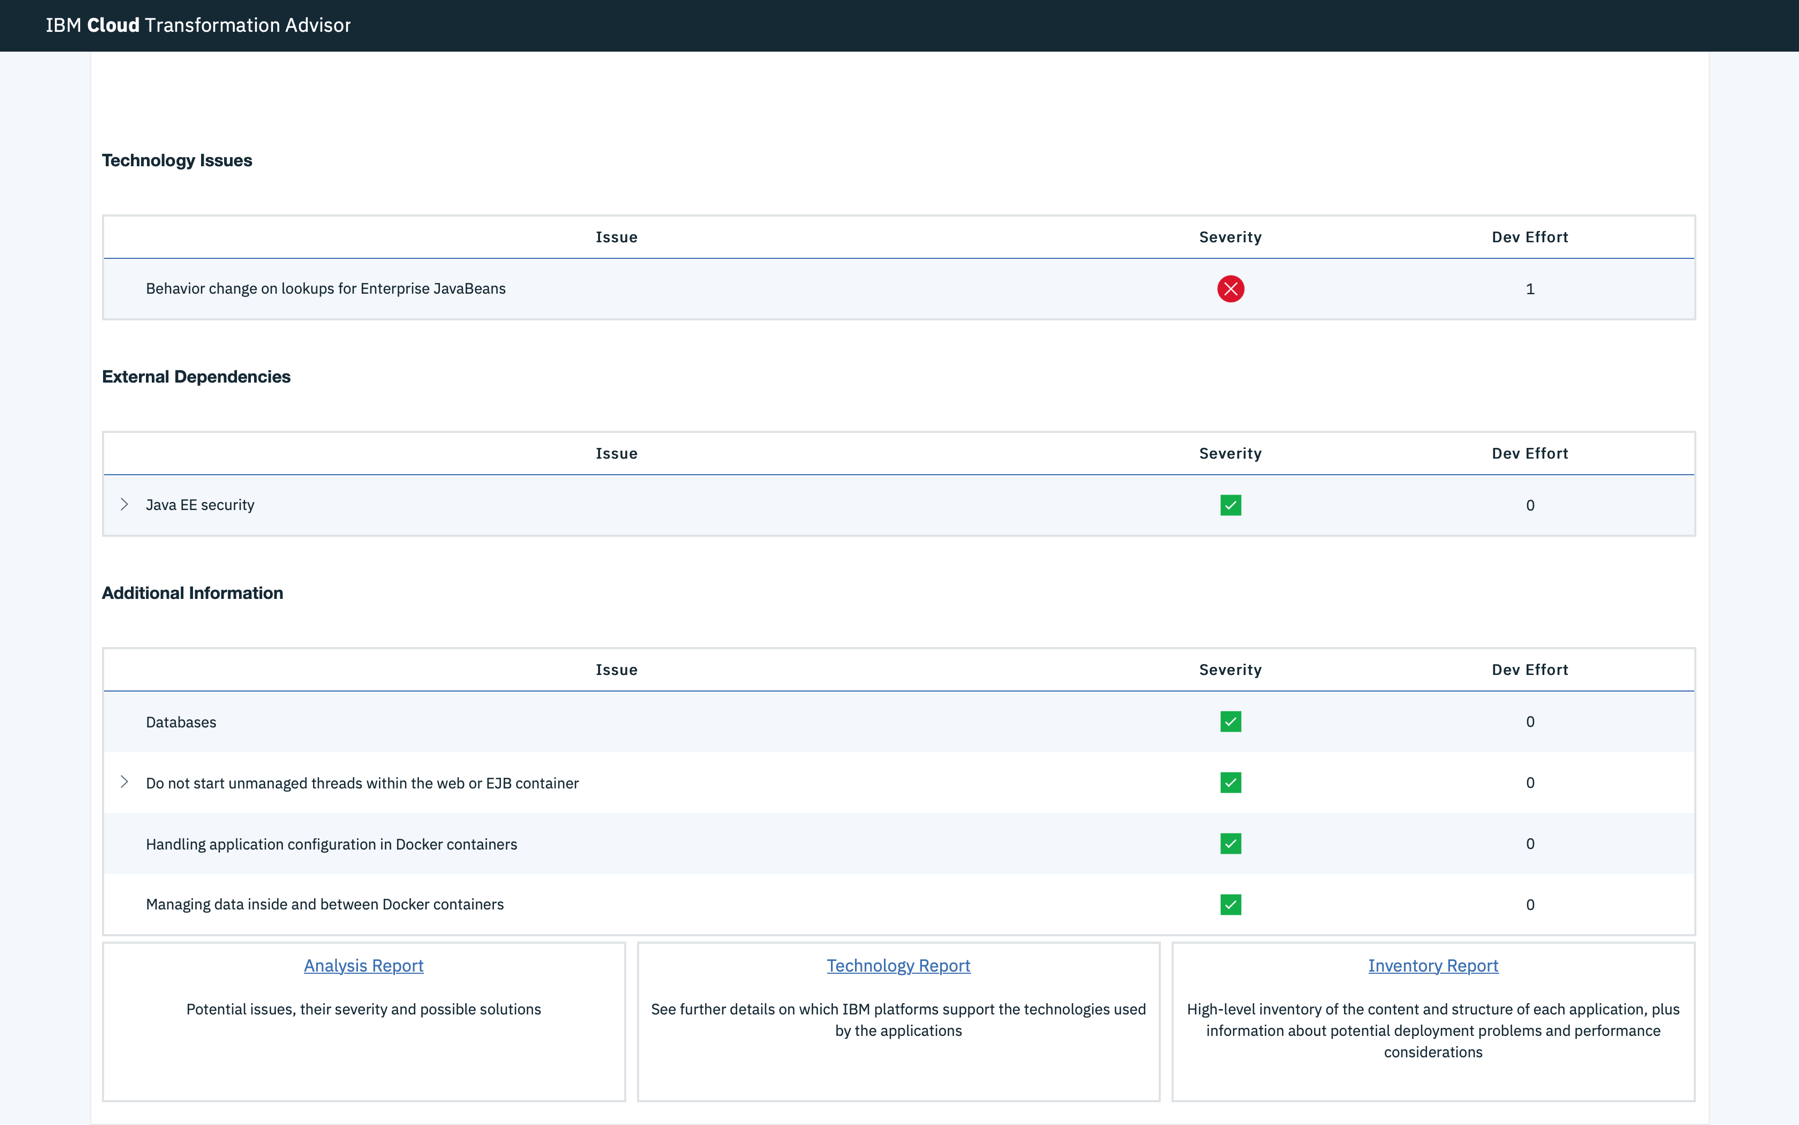 IBM Cloud Transformation Advisor
Technology Issues
Issue Severity Dev Effort
Behavior change on lookups for Enterprise JavaBeans 1
External Dependencies
Issue Severity Dev Effort
Java EE security 0
Additional Information
Issue Severity Dev Effort
Databases 0
Do not start unmanaged threads within the web or EJB container 0
Handling application configuration in Docker containers 0
Managing data inside and between Docker containers 0
Analysis Report
Potential issues, their severity and possible solutions
Technology Report
See further details on which IBM platforms support the technologies used
by the applications
Inventory Report
High-level inventory of the content and structure of each application, plus
information about potential deployment problems and performance
considerations